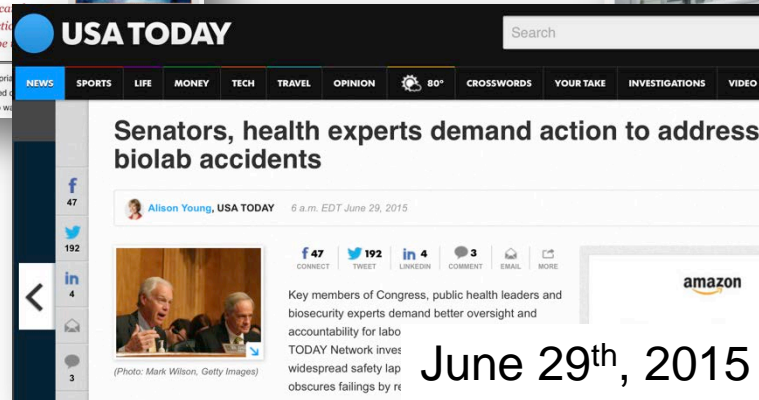 USA TODAY
Search
NEWS SPORTS LIFE MONEY TECH TRAVEL OPINION 80° CROSSWORDS YOUR TAKE INVESTIGATIONS VIDEO
Senators, health experts demand action to address
biolab accidents
Alison Young, USA TODAY 6 a.m. EDT June 29, 2015
f
47
192
in
4
3
f 47
CONNECT
192
TWEET
in 4
LINKEDIN
3
COMMENT
EMAIL
MORE
(Photo: Mark Wilson, Getty Images)
Key members of Congress, public health leaders and
biosecurity experts demand better oversight and
accountability for labo
TODAY Network inves
widespread safety lap
obscures failings by re
amazon
June 29th, 2015